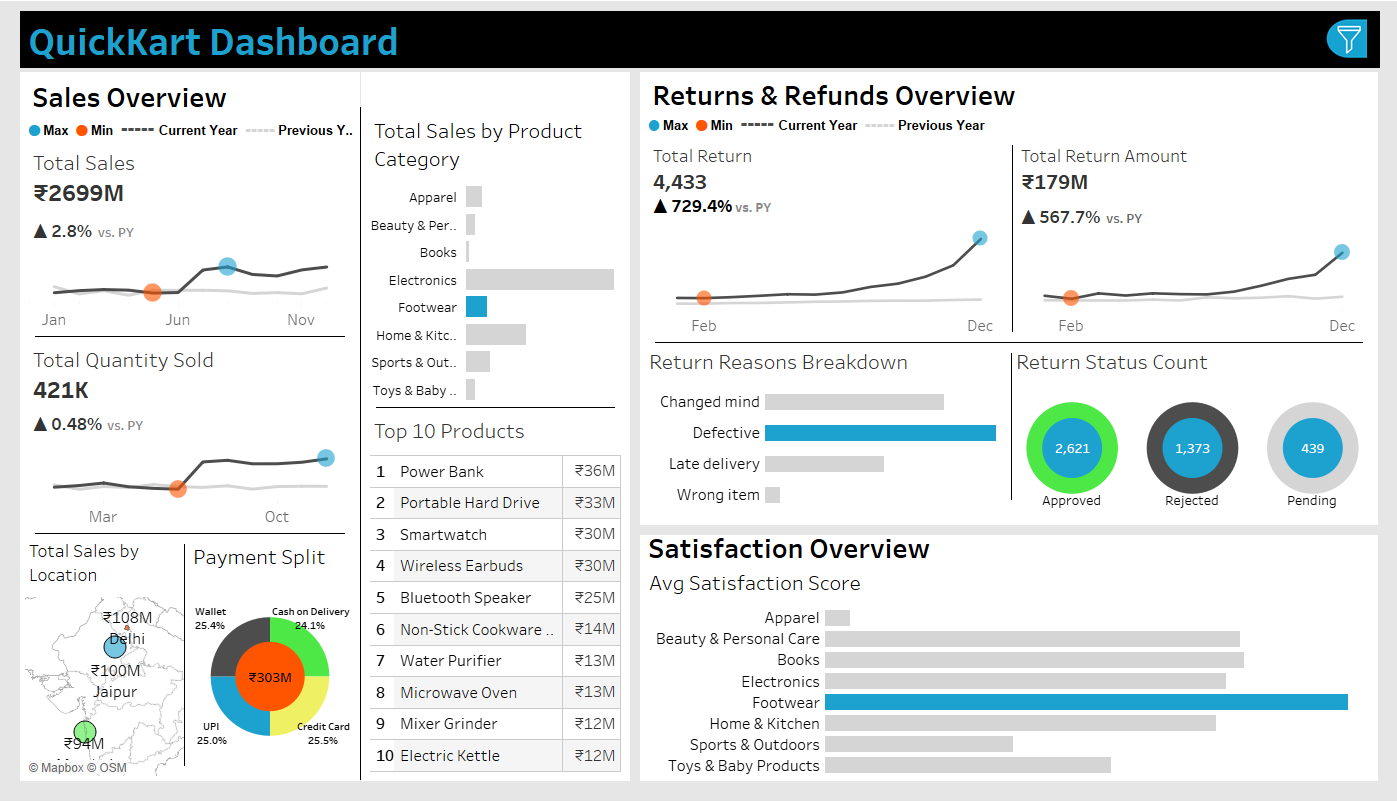 QuickKart Dashboard
Sales Overview
Max Min Current Year Previous Y..
Total Sales
₹2699M
▲ 2.8% vs. PY
Jan Jun Nov
Total Quantity Sold
421K
▲ 0.48% vs. PY
Mar Oct
Total Sales by
Location
₹108M
Delhi
₹100M
Jaipur
₹94M
© Mapbox © OSM
Payment Split
Wallet
25.4%
Cash on Delivery
24.1%
₹303M
UPI
25.0%
Credit Card
25.5%
Total Sales by Product
Category
Apparel
Beauty & Per..
Books
Electronics
Footwear
Home & Kitc..
Sports & Out..
Toys & Baby ..
Top 10 Products
1 Power Bank ₹36M
2 Portable Hard Drive ₹33M
3 Smartwatch ₹30M
4 Wireless Earbuds ₹30M
5 Bluetooth Speaker ₹25M
6 Non-Stick Cookware .. ₹14M
7 Water Purifier ₹13M
8 Microwave Oven ₹13M
9 Mixer Grinder ₹12M
10 Electric Kettle ₹12M
Returns & Refunds Overview
Max Min Current Year Previous Year
Total Return
4,433
▲ 729.4% vs. PY
Feb Dec
Total Return Amount
₹179M
▲ 567.7% vs. PY
Feb Dec
Return Reasons Breakdown
Changed mind
Defective
Late delivery
Wrong item
Return Status Count
2,621 1,373 439
Approved Rejected Pending
Satisfaction Overview
Avg Satisfaction Score
Apparel
Beauty & Personal Care
Books
Electronics
Footwear
Home & Kitchen
Sports & Outdoors
Toys & Baby Products